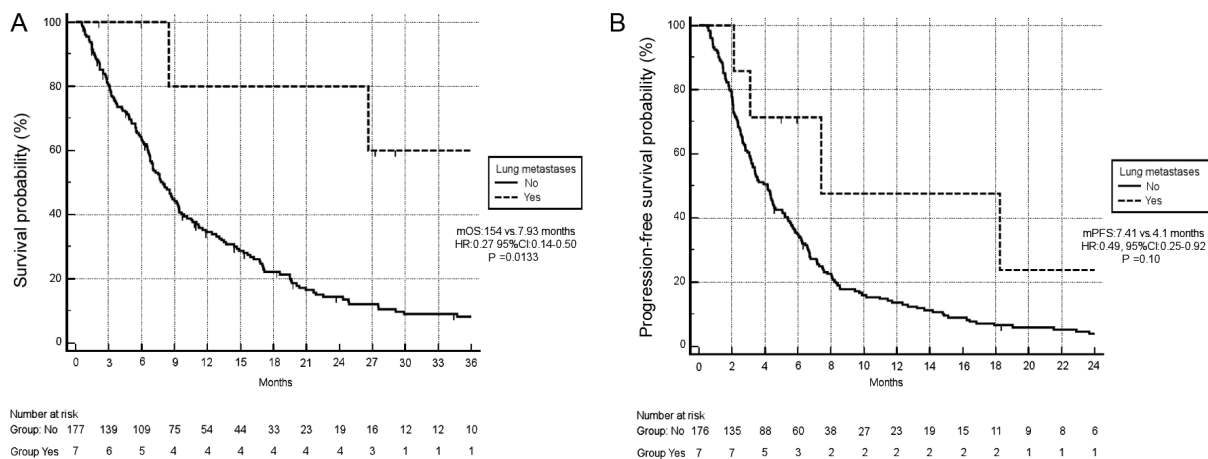 A
Survival probability (%)
100
80
60
40
20
0
0 3 6 9 12 15 18 21 24 27 30 33 36
Months
Lung metastases
No
Yes
mOS:154 vs.7.93 months
HR:0.27 95%CI:0.14-0.50
P =0.0133
Number at risk
Group: No 177 139 109 75 54 44 33 23 19 16 12 12 10
Group Yes 7 6 5 4 4 4 4 4 4 3 1 1 1
B
Progression-free survival probability (%)
100
80
60
40
20
0
0 2 4 6 8 10 12 14 16 18 20 22 24
Months
Lung metastases
No
Yes
mPFS:7.41 vs.4.1 months
HR:0.49, 95%CI:0.25-0.92
P =0.10
Number at risk
Group: No 176 135 88 60 38 27 23 19 15 11 9 8 6
Group Yes 7 7 5 3 2 2 2 2 2 2 1 1 1